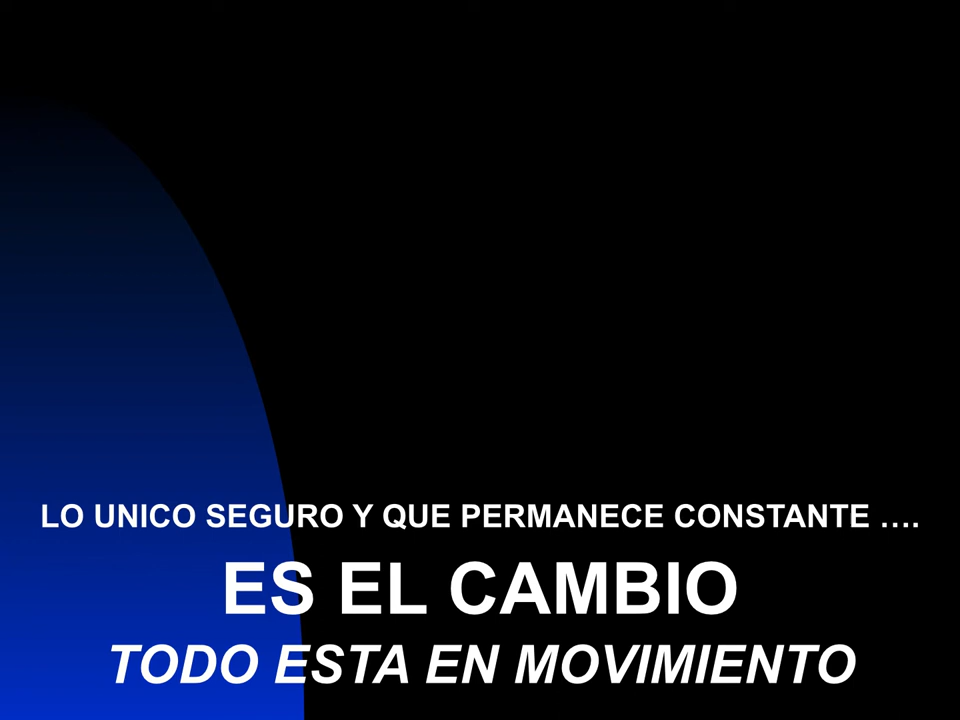 LO UNICO SEGURO Y QUE PERMANECE CONSTANTE ….
ES EL CAMBIO
TODO ESTA EN MOVIMIENTO